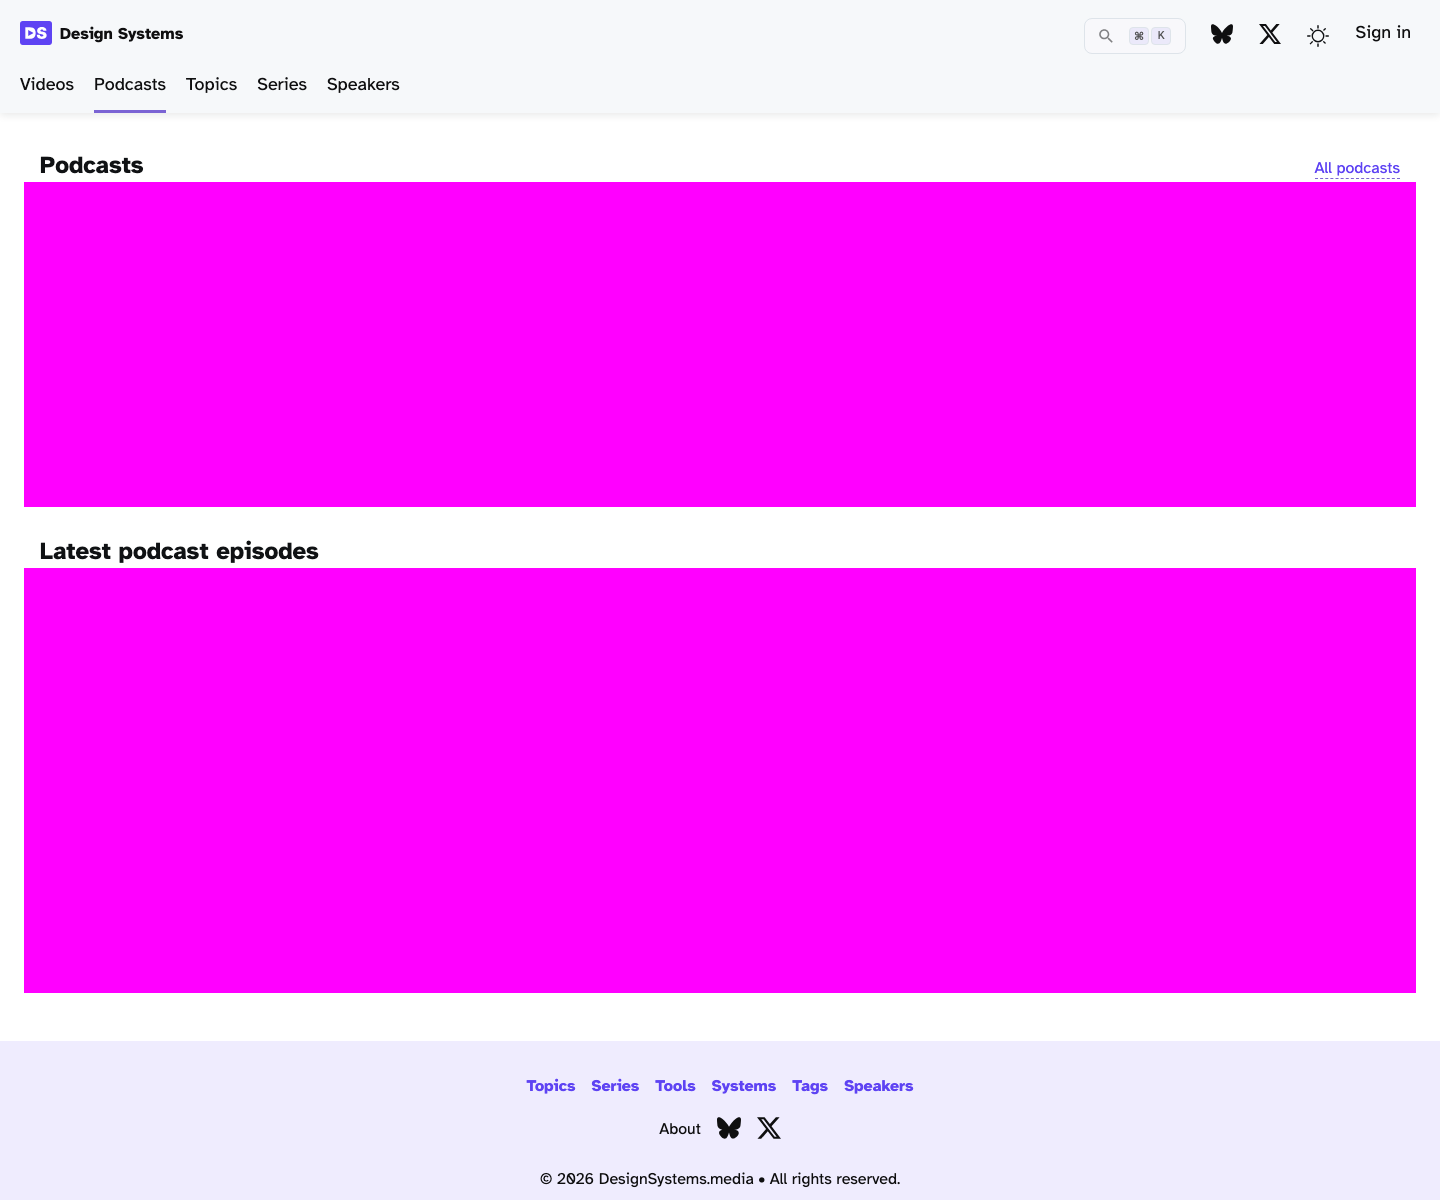 DS Design Systems
⌘ K
Sign in
Videos Podcasts Topics Series Speakers
Podcasts
All podcasts
Latest podcast episodes
Topics Series Tools Systems Tags Speakers
About
© 2026 DesignSystems.media • All rights reserved.